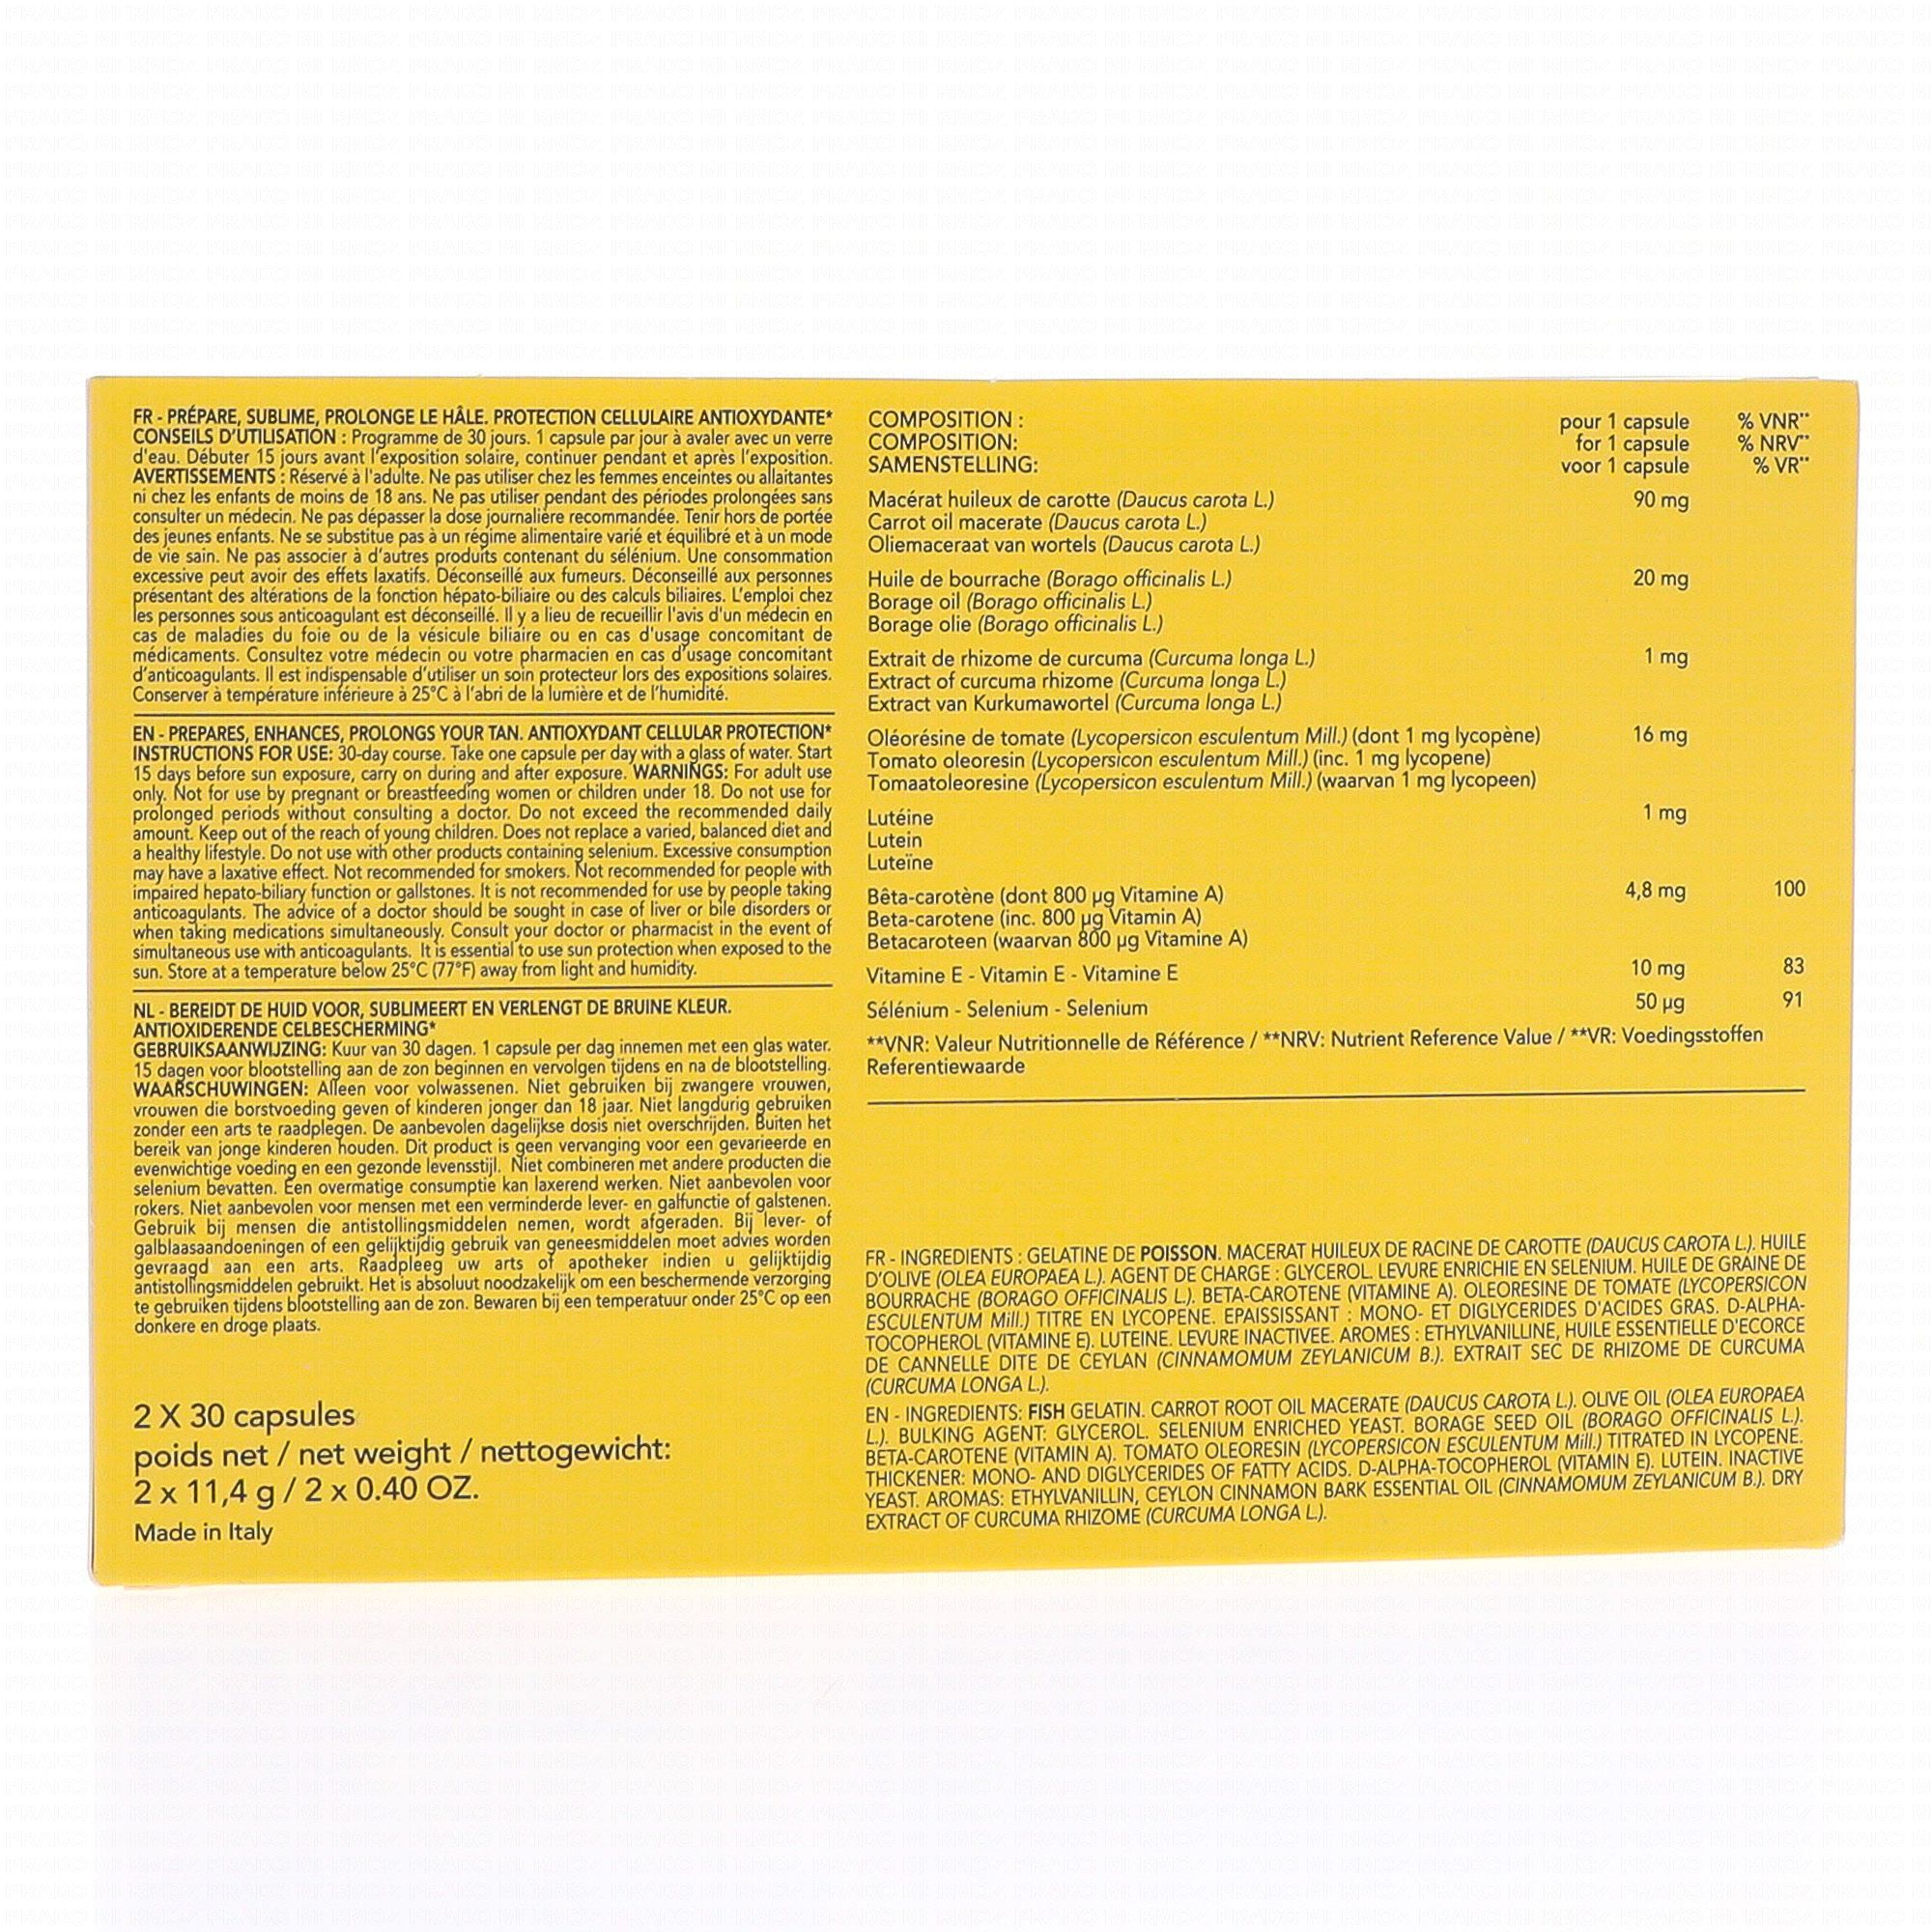 FR - PRÉPARE, SUBLIME, PROLONGE LE HÂLE. PROTECTION CELLULAIRE ANTIOXYDANTE*
CONSEILS D'UTILISATION : Programme de 30 jours. 1 capsule par jour à avaler avec un verre
d'eau. Débuter 15 jours avant l'exposition solaire, continuer pendant et après l'exposition.
AVERTISSEMENTS : Réservé à l'adulte. Ne pas utiliser chez les femmes enceintes ou allaitantes
ni chez les enfants de moins de 18 ans. Ne pas utiliser pendant des périodes prolongées sans
consulter un médecin. Ne pas dépasser la dose journalière recommandée. Tenir hors de portée
des jeunes enfants. Ne se substitue pas à un régime alimentaire varié et équilibré et à un mode
de vie sain. Ne pas associer à d'autres produits contenant du sélénium. Une consommation
excessive peut avoir des effets laxatifs. Déconseillé aux fumeurs. Déconseillé aux personnes
présentant des altérations de la fonction hépato-biliaire ou des calculs biliaires. L'emploi chez
les personnes sous anticoagulant est déconseillé. Il y a lieu de recueillir l'avis d'un médecin en
cas de maladies du foie ou de la vésicule biliaire ou en cas d'usage concomitant de
médicaments. Consultez votre médecin ou votre pharmacien en cas d'usage concomitant
d'anticoagulants. Il est indispensable d'utiliser un soin protecteur lors des expositions solaires.
Conserver à température inférieure à 25°C à l'abri de la lumière et de l'humidité.
EN - PREPARES, ENHANCES, PROLONGS YOUR TAN. ANTIOXYDANT CELLULAR PROTECTION*
INSTRUCTIONS FOR USE: 30-day course. Take one capsule per day with a glass of water. Start
15 days before sun exposure, carry on during and after exposure. WARNINGS: For adult use
only. Not for use by pregnant or breastfeeding women or children under 18. Do not use for
prolonged periods without consulting a doctor. Do not exceed the recommended daily
amount. Keep out of the reach of young children. Does not replace a varied, balanced diet and
a healthy lifestyle. Do not use with other products containing selenium. Excessive consumption
may have a laxative effect. Not recommended for smokers. Not recommended for people with
impaired hepato-biliary function or gallstones. It is not recommended for use by people taking
anticoagulants. The advice of a doctor should be sought in case of liver or bile disorders or
when taking medications simultaneously. Consult your doctor or pharmacist in the event of
simultaneous use with anticoagulants. It is essential to use sun protection when exposed to the
sun. Store at a temperature below 25°C (77°F) away from light and humidity.
NL - BEREIDT DE HUID VOOR, SUBLIMEERT EN VERLENGT DE BRUINE KLEUR.
ANTIOXIDERENDE CELBESCHERMING*
GEBRUIKSAANWIJZING: Kuur van 30 dagen. 1 capsule per dag innemen met een glas water.
15 dagen voor blootstelling aan de zon beginnen en vervolgen tijdens en na de blootstelling.
WAARSCHUWINGEN: Alleen voor volwassenen. Niet gebruiken bij zwangere vrouwen,
vrouwen die borstvoeding geven of kinderen jonger dan 18 jaar. Niet langdurig gebruiken
zonder een arts te raadplegen. De aanbevolen dagelijkse dosis niet overschrijden. Buiten het
bereik van jonge kinderen houden. Dit product is geen vervanging voor een gevarieerde en
evenwichtige voeding en een gezonde levensstijl. Niet combineren met andere producten die
selenium bevatten. Een overmatige consumptie kan laxerend werken. Niet aanbevolen voor
rokers. Niet aanbevolen voor mensen met een verminderde lever- en galfunctie of galstenen.
Gebruik bij mensen die antistollingsmiddelen nemen, wordt afgeraden. Bij lever- of
galblaasaandoeningen of een gelijktijdig gebruik van geneesmiddelen moet advies worden
gevraagd aan een arts. Raadpleeg uw arts of apotheker indien u gelijktijdig
antistollingsmiddelen gebruikt. Het is absoluut noodzakelijk om een beschermende verzorging
te gebruiken tijdens blootstelling aan de zon. Bewaren bij een temperatuur onder 25°C op een
donkere en droge plaats.
2 X 30 capsules
poids net / net weight / nettogewicht:
2 x 11,4 g / 2 x 0.40 OZ.
Made in Italy
COMPOSITION : pour 1 capsule % VNR**
COMPOSITION: for 1 capsule % NRV**
SAMENSTELLING: voor 1 capsule % VR**
Macérat huileux de carotte (Daucus carota L.) 90 mg
Carrot oil macerate (Daucus carota L.)
Oliemaceraat van wortels (Daucus carota L.)
Huile de bourrache (Borago officinalis L.) 20 mg
Borage oil (Borago officinalis L.)
Borage olie (Borago officinalis L.)
Extrait de rhizome de curcuma (Curcuma longa L.) 1 mg
Extract of curcuma rhizome (Curcuma longa L.)
Extract van Kurkumawortel (Curcuma longa L.)
Oléorésine de tomate (Lycopersicon esculentum Mill.) (dont 1 mg lycopène) 16 mg
Tomato oleoresin (Lycopersicon esculentum Mill.) (inc. 1 mg lycopene)
Tomaatoleoresine (Lycopersicon esculentum Mill.) (waarvan 1 mg lycopeen)
Lutéine 1 mg
Lutein
Luteïne
Bêta-carotène (dont 800 µg Vitamine A) 4,8 mg 100
Beta-carotene (inc. 800 µg Vitamin A)
Betacaroteen (waarvan 800 µg Vitamine A)
Vitamine E - Vitamin E - Vitamine E 10 mg 83
Sélénium - Selenium - Selenium 50 µg 91
**VNR: Valeur Nutritionnelle de Référence / **NRV: Nutrient Reference Value / **VR: Voedingsstoffen
Referentiewaarde
FR - INGREDIENTS : GELATINE DE POISSON. MACERAT HUILEUX DE RACINE DE CAROTTE (DAUCUS CAROTA L.). HUILE
D'OLIVE (OLEA EUROPAEA L.). AGENT DE CHARGE : GLYCEROL. LEVURE ENRICHIE EN SELENIUM. HUILE DE GRAINE DE
BOURRACHE (BORAGO OFFICINALIS L.). BETA-CAROTENE (VITAMINE A). OLEORESINE DE TOMATE (LYCOPERSICON
ESCULENTUM Mill.) TITRE EN LYCOPENE. EPAISSISSANT : MONO- ET DIGLYCERIDES D'ACIDES GRAS. D-ALPHA-
TOCOPHEROL (VITAMINE E). LUTEINE. LEVURE INACTIVEE. AROMES : ETHYLVANILLINE, HUILE ESSENTIELLE D'ECORCE
DE CANNELLE DITE DE CEYLAN (CINNAMOMUM ZEYLANICUM B.). EXTRAIT SEC DE RHIZOME DE CURCUMA
(CURCUMA LONGA L.).
EN - INGREDIENTS: FISH GELATIN. CARROT ROOT OIL MACERATE (DAUCUS CAROTA L.). OLIVE OIL (OLEA EUROPAEA
L.). BULKING AGENT: GLYCEROL. SELENIUM ENRICHED YEAST. BORAGE SEED OIL (BORAGO OFFICINALIS L.).
BETA-CAROTENE (VITAMIN A). TOMATO OLEORESIN (LYCOPERSICON ESCULENTUM Mill.) TITRATED IN LYCOPENE.
THICKENER: MONO- AND DIGLYCERIDES OF FATTY ACIDS. D-ALPHA-TOCOPHEROL (VITAMIN E). LUTEIN. INACTIVE
YEAST. AROMAS: ETHYLVANILLIN, CEYLON CINNAMON BARK ESSENTIAL OIL (CINNAMOMUM ZEYLANICUM B.). DRY
EXTRACT OF CURCUMA RHIZOME (CURCUMA LONGA L.).